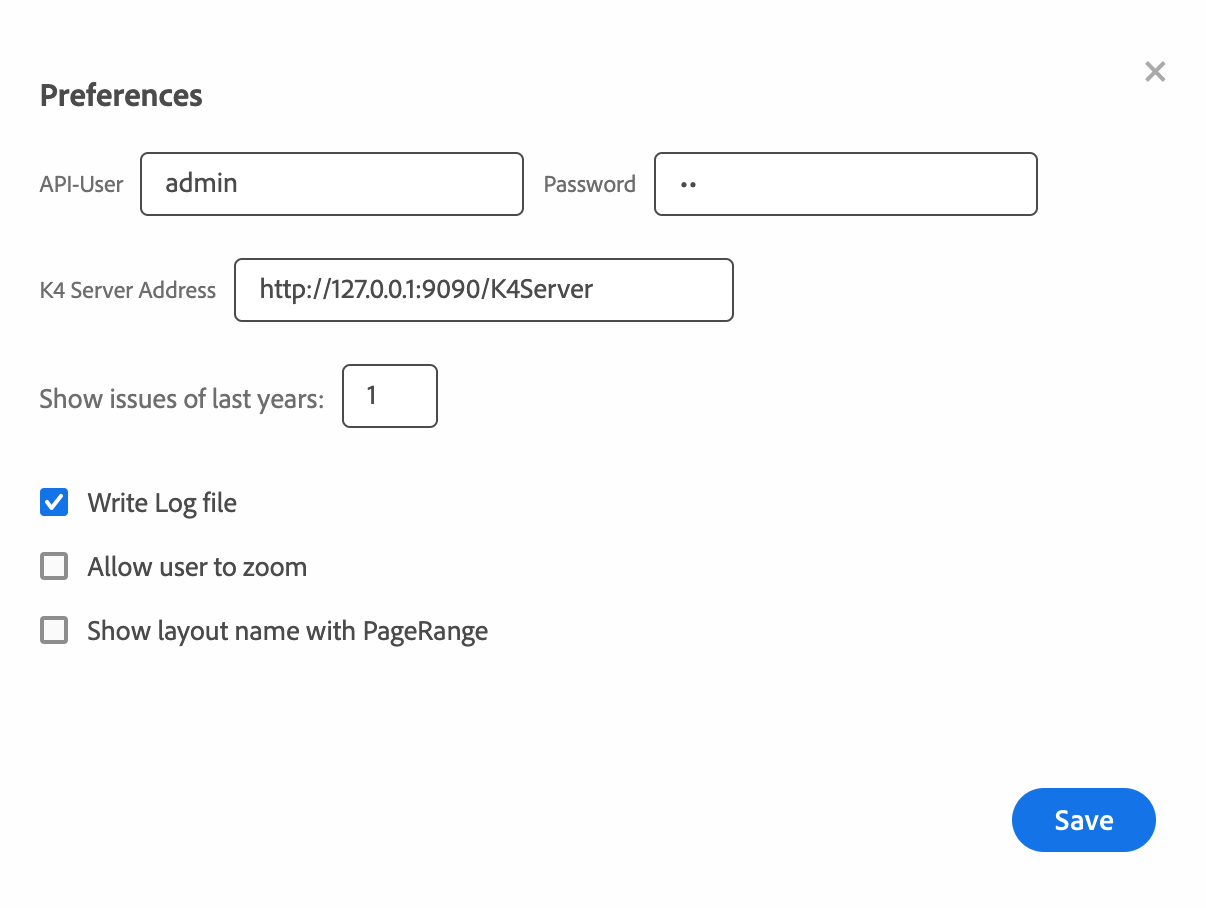 Preferences
API-User admin Password ••
K4 Server Address http://127.0.0.1:9090/K4Server
Show issues of last years: 1
Write Log file
Allow user to zoom
Show layout name with PageRange
Save